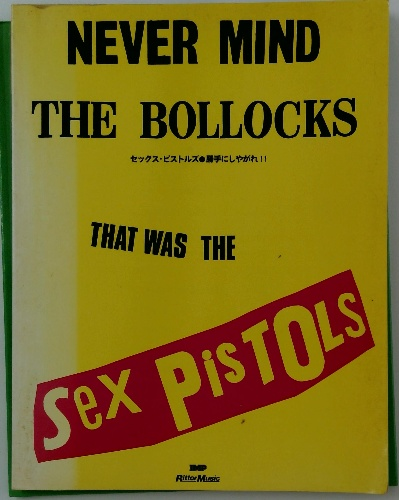 NEVER MIND
THE BOLLOCKS
セックス・ピストルズ●勝手にしやがれ!!
THAT WAS THE
Sex PisTOLS
Rittor Music